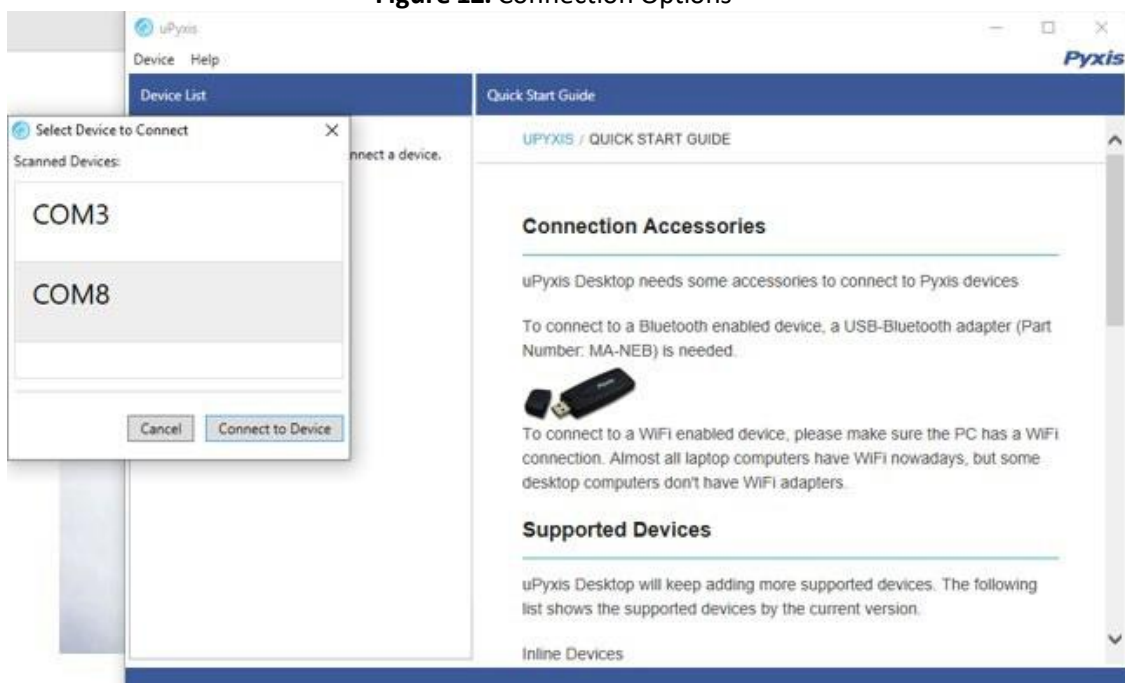 Figure 12. Connection Options
uPyxis
Device Help
Pyxis
Device List
Quick Start Guide
Select Device to Connect
Scanned Devices:
nnect a device.
COM3
COM8
Cancel
Connect to Device
UPYXIS / QUICK START GUIDE
Connection Accessories
uPyxis Desktop needs some accessories to connect to Pyxis devices
To connect to a Bluetooth enabled device, a USB-Bluetooth adapter (Part
Number: MA-NEB) is needed.
Pyxis
To connect to a WiFi enabled device, please make sure the PC has a WiFi
connection. Almost all laptop computers have WiFi nowadays, but some
desktop computers don't have WiFi adapters.
Supported Devices
uPyxis Desktop will keep adding more supported devices. The following
list shows the supported devices by the current version.
Inline Devices